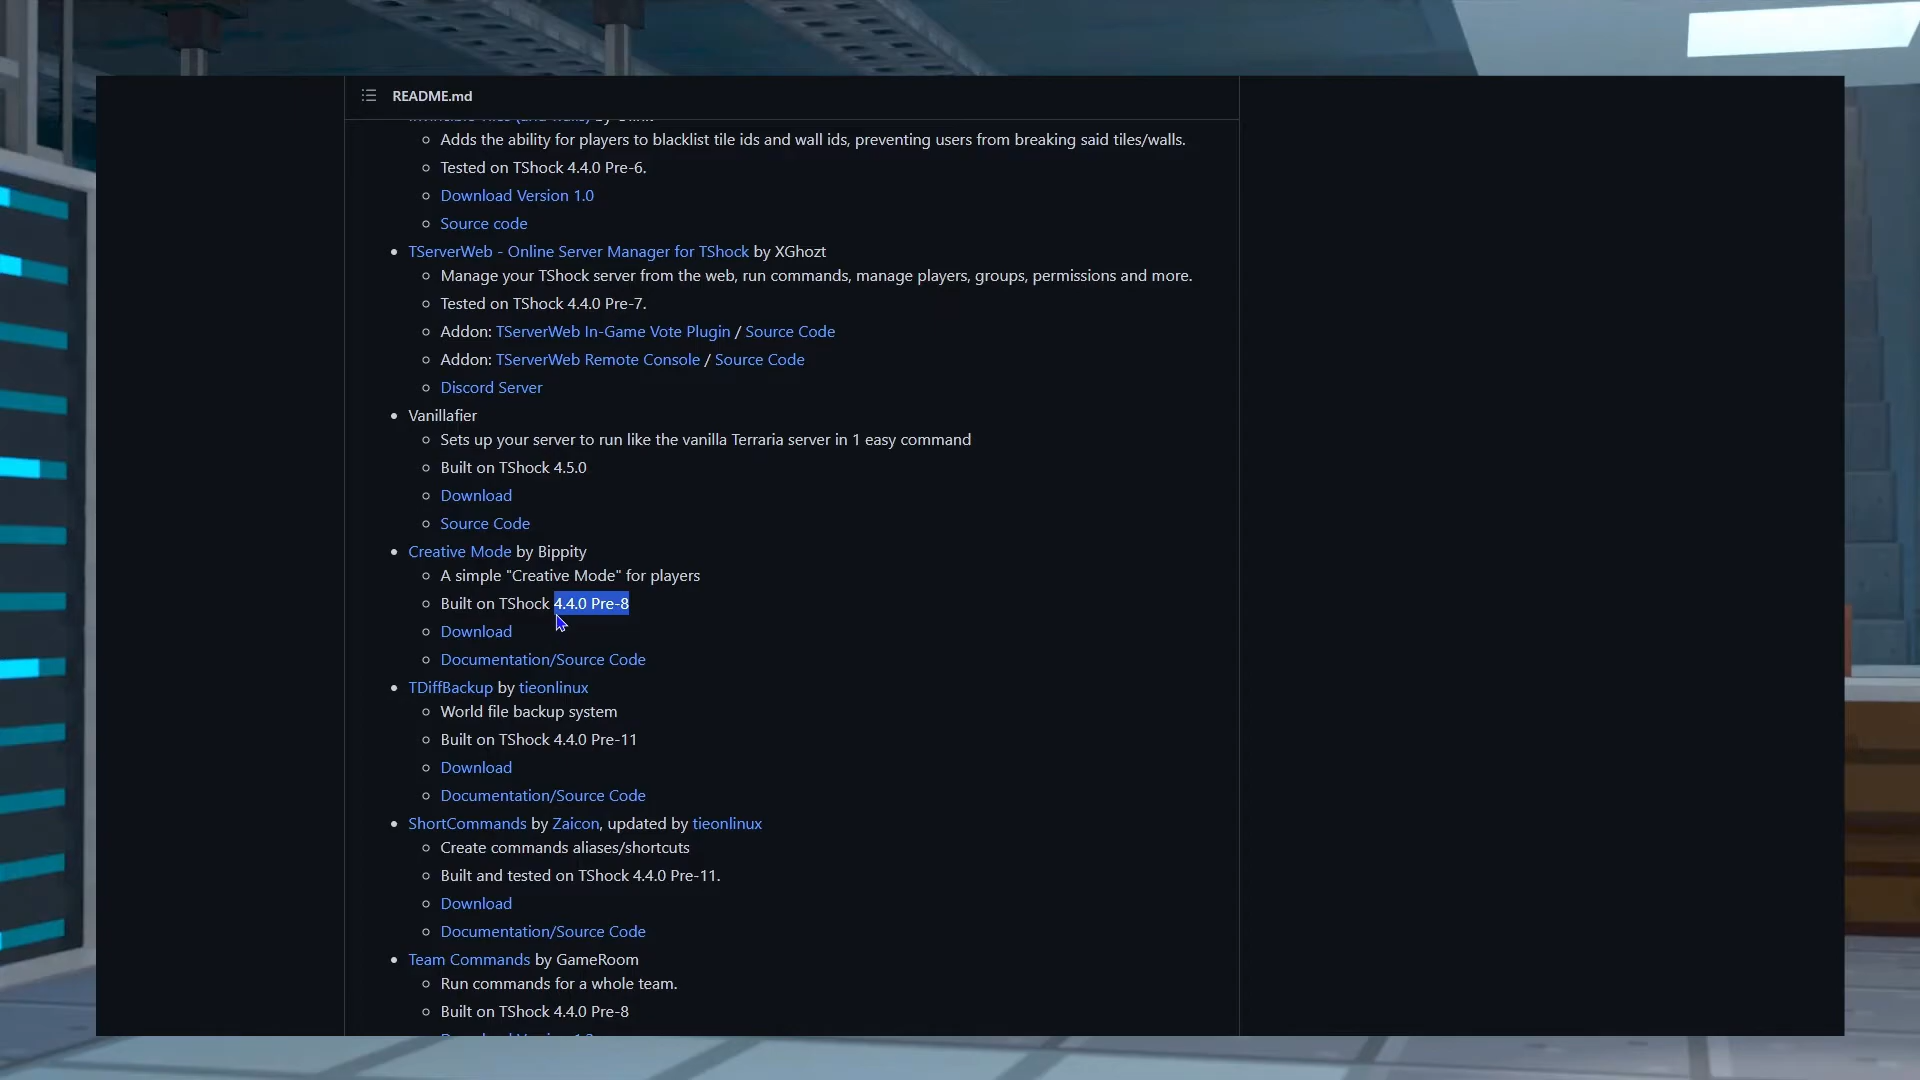 README.md
Adds the ability for players to blacklist tile ids and wall ids, preventing users from breaking said tiles/walls.
Tested on TShock 4.4.0 Pre-6.
Download Version 1.0
Source code
TServerWeb - Online Server Manager for TShock by XGhozt
Manage your TShock server from the web, run commands, manage players, groups, permissions and more.
Tested on TShock 4.4.0 Pre-7.
Addon: TServerWeb In-Game Vote Plugin / Source Code
Addon: TServerWeb Remote Console / Source Code
Discord Server
Vanillafier
Sets up your server to run like the vanilla Terraria server in 1 easy command
Built on TShock 4.5.0
Download
Source Code
Creative Mode by Bippity
A simple "Creative Mode" for players
Built on TShock 4.4.0 Pre-8
Download
Documentation/Source Code
TDiffBackup by tieonlinux
World file backup system
Built on TShock 4.4.0 Pre-11
Download
Documentation/Source Code
ShortCommands by Zaicon, updated by tieonlinux
Create commands aliases/shortcuts
Built and tested on TShock 4.4.0 Pre-11.
Download
Documentation/Source Code
Team Commands by GameRoom
Run commands for a whole team.
Built on TShock 4.4.0 Pre-8